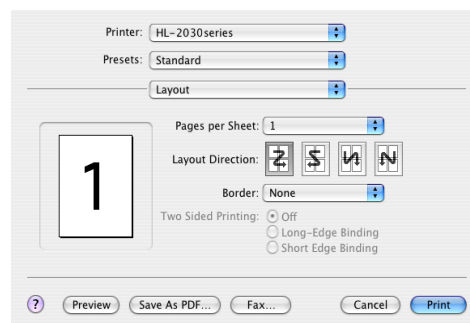 Printer: HL-2030series
Presets: Standard
Layout
Pages per Sheet: 1
Layout Direction:
1
Border: None
Two Sided Printing: Off
Long-Edge Binding
Short Edge Binding
? Preview Save As PDF... Fax... Cancel Print